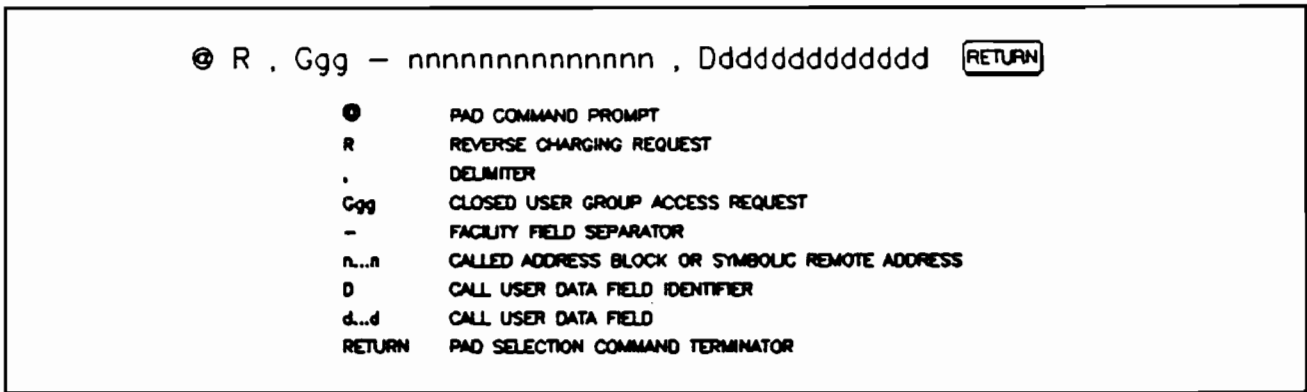 @ R , Ggg – nnnnnnnnnnnnnnn , Ddddddddddddd RETURN
@ PAD COMMAND PROMPT
R REVERSE CHARGING REQUEST
, DELIMITER
Ggg CLOSED USER GROUP ACCESS REQUEST
– FACILITY FIELD SEPARATOR
n...n CALLED ADDRESS BLOCK OR SYMBOLIC REMOTE ADDRESS
D CALL USER DATA FIELD IDENTIFIER
d...d CALL USER DATA FIELD
RETURN PAD SELECTION COMMAND TERMINATOR